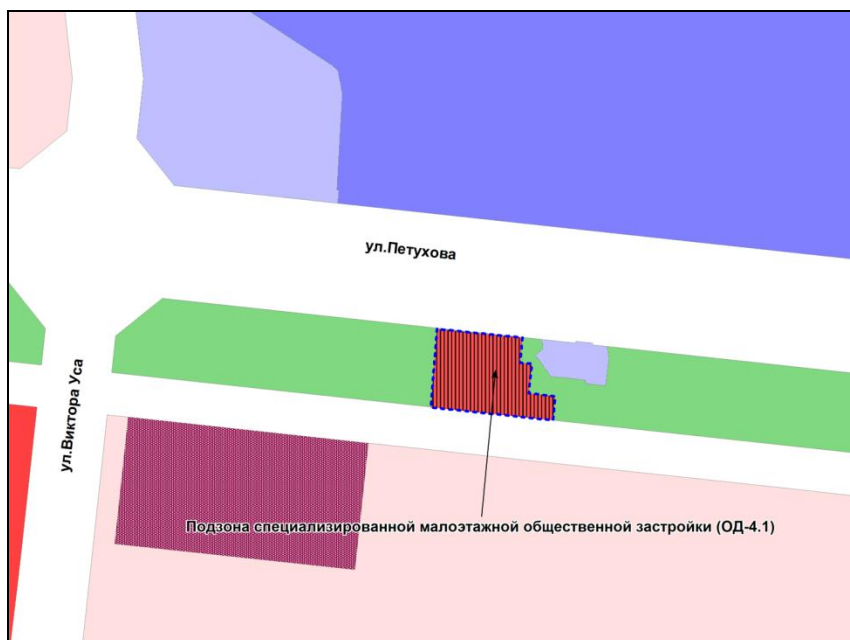 ул.Петухова
ул.Виктора Уса
Подзона специализированной малоэтажной общественной застройки (ОД-4.1)